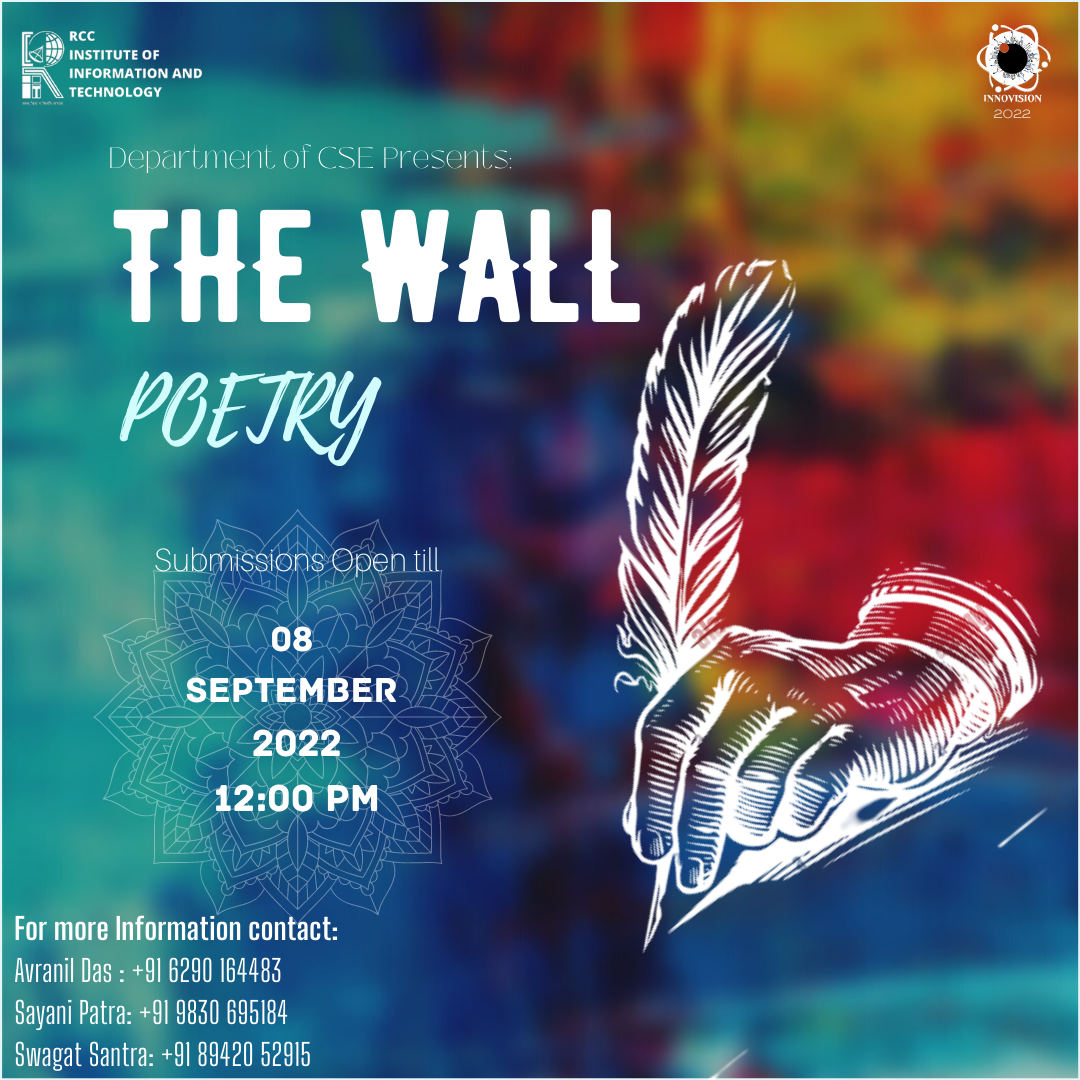 RCC
INSTITUTE OF
INFORMATION AND
TECHNOLOGY
INNOVISION
2022
Department of CSE Presents:
THE WALL
POETRY
Submissions Open till
08
SEPTEMBER
2022
12:00 PM
For more Information contact:
Avranil Das : +91 6290 164483
Sayani Patra: +91 9830 695184
Swagat Santra: +91 89420 52915